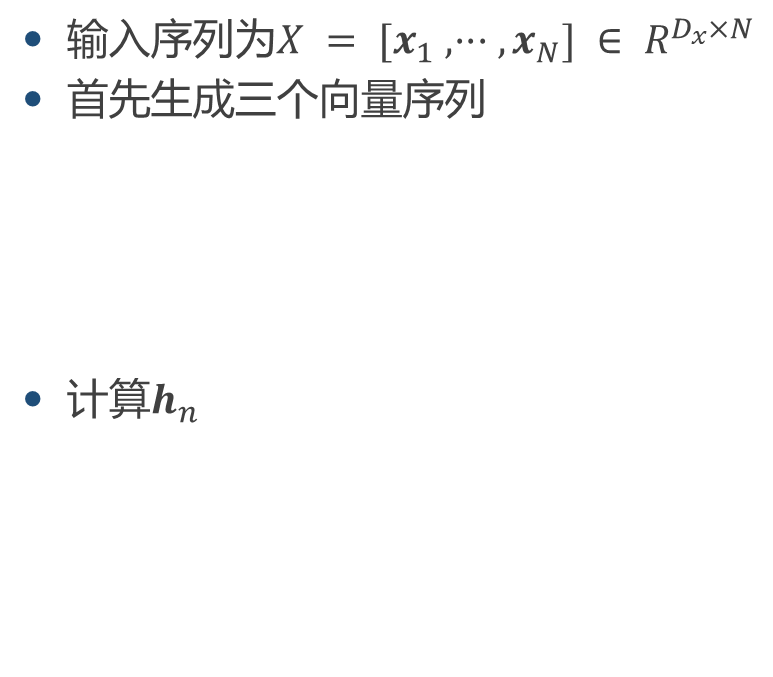 • 输入序列为X = [x₁ ,⋯ , x_N] ∈ R^{D_x×N}
• 首先生成三个向量序列
• 计算h_n